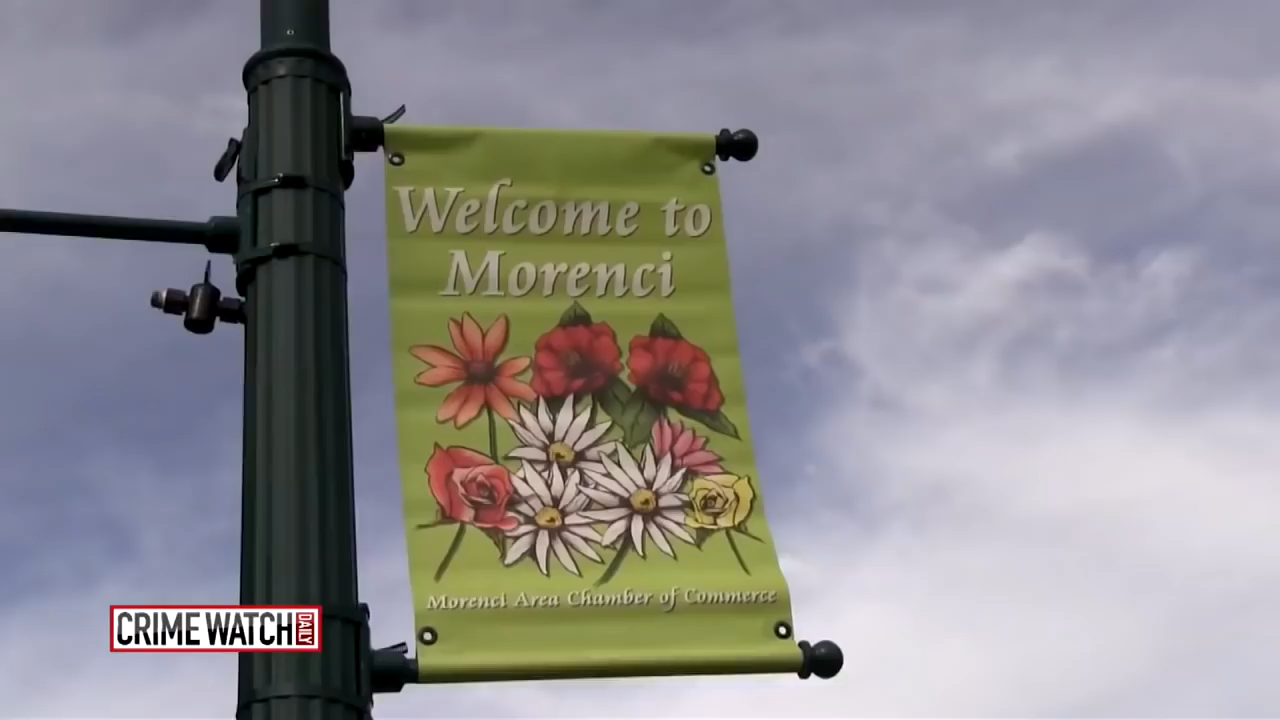 Welcome to
Morenci
Morenci Area Chamber of Commerce
CRIME WATCH DAILY